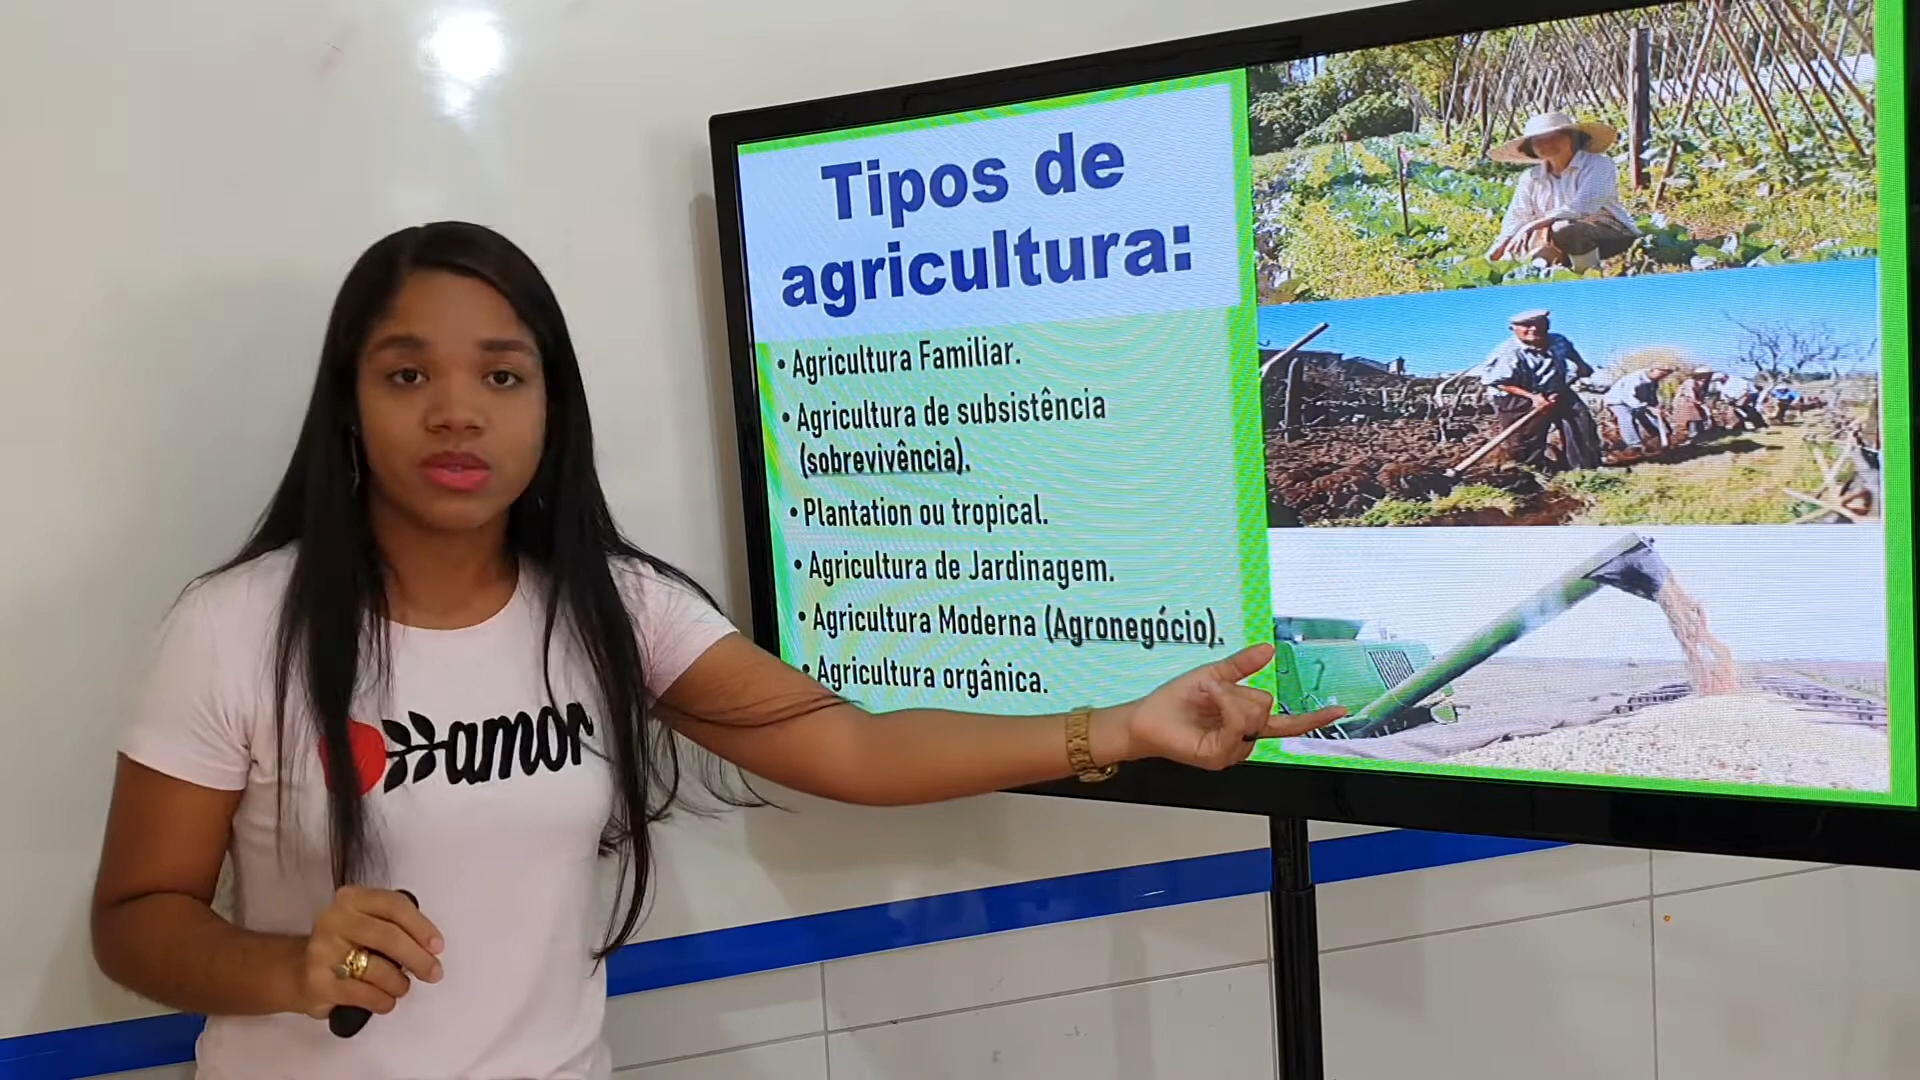 Tipos de
agricultura:
• Agricultura Familiar.
• Agricultura de subsistência
(sobrevivência).
• Plantation ou tropical.
• Agricultura de Jardinagem.
• Agricultura Moderna (Agronegócio).
• Agricultura orgânica.
amor